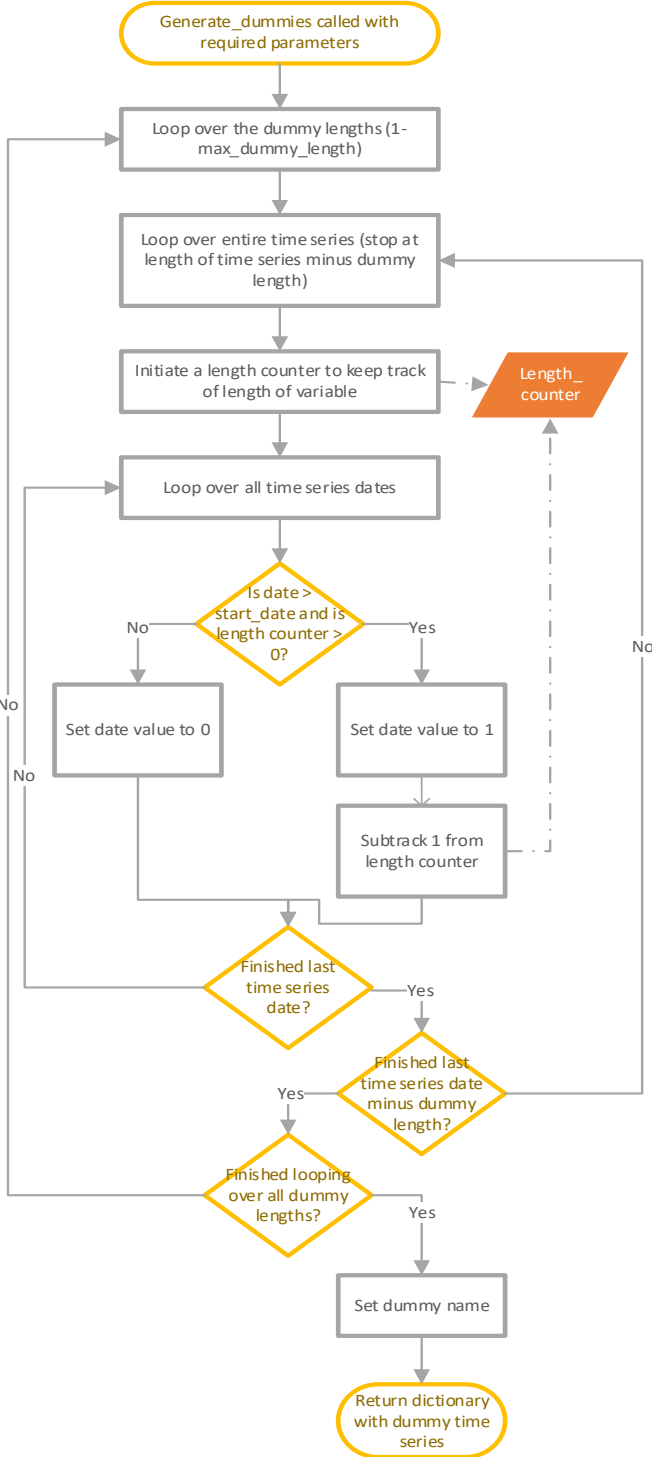 Generate_dummies called with
required parameters
Loop over the dummy lengths (1-
max_dummy_length)
Loop over entire time series (stop at
length of time series minus dummy
length)
Initiate a length counter to keep track
of length of variable
Length_
counter
Loop over all time series dates
Is date >
start_date and is
length counter >
0?
No
Yes
No
Set date value to 0
Set date value to 1
No
No
Subtrack 1 from
length counter
Finished last
time series
date?
Yes
Finished last
time series date
minus dummy
length?
Yes
Finished looping
over all dummy
lengths?
Yes
Set dummy name
Return dictionary
with dummy time
series